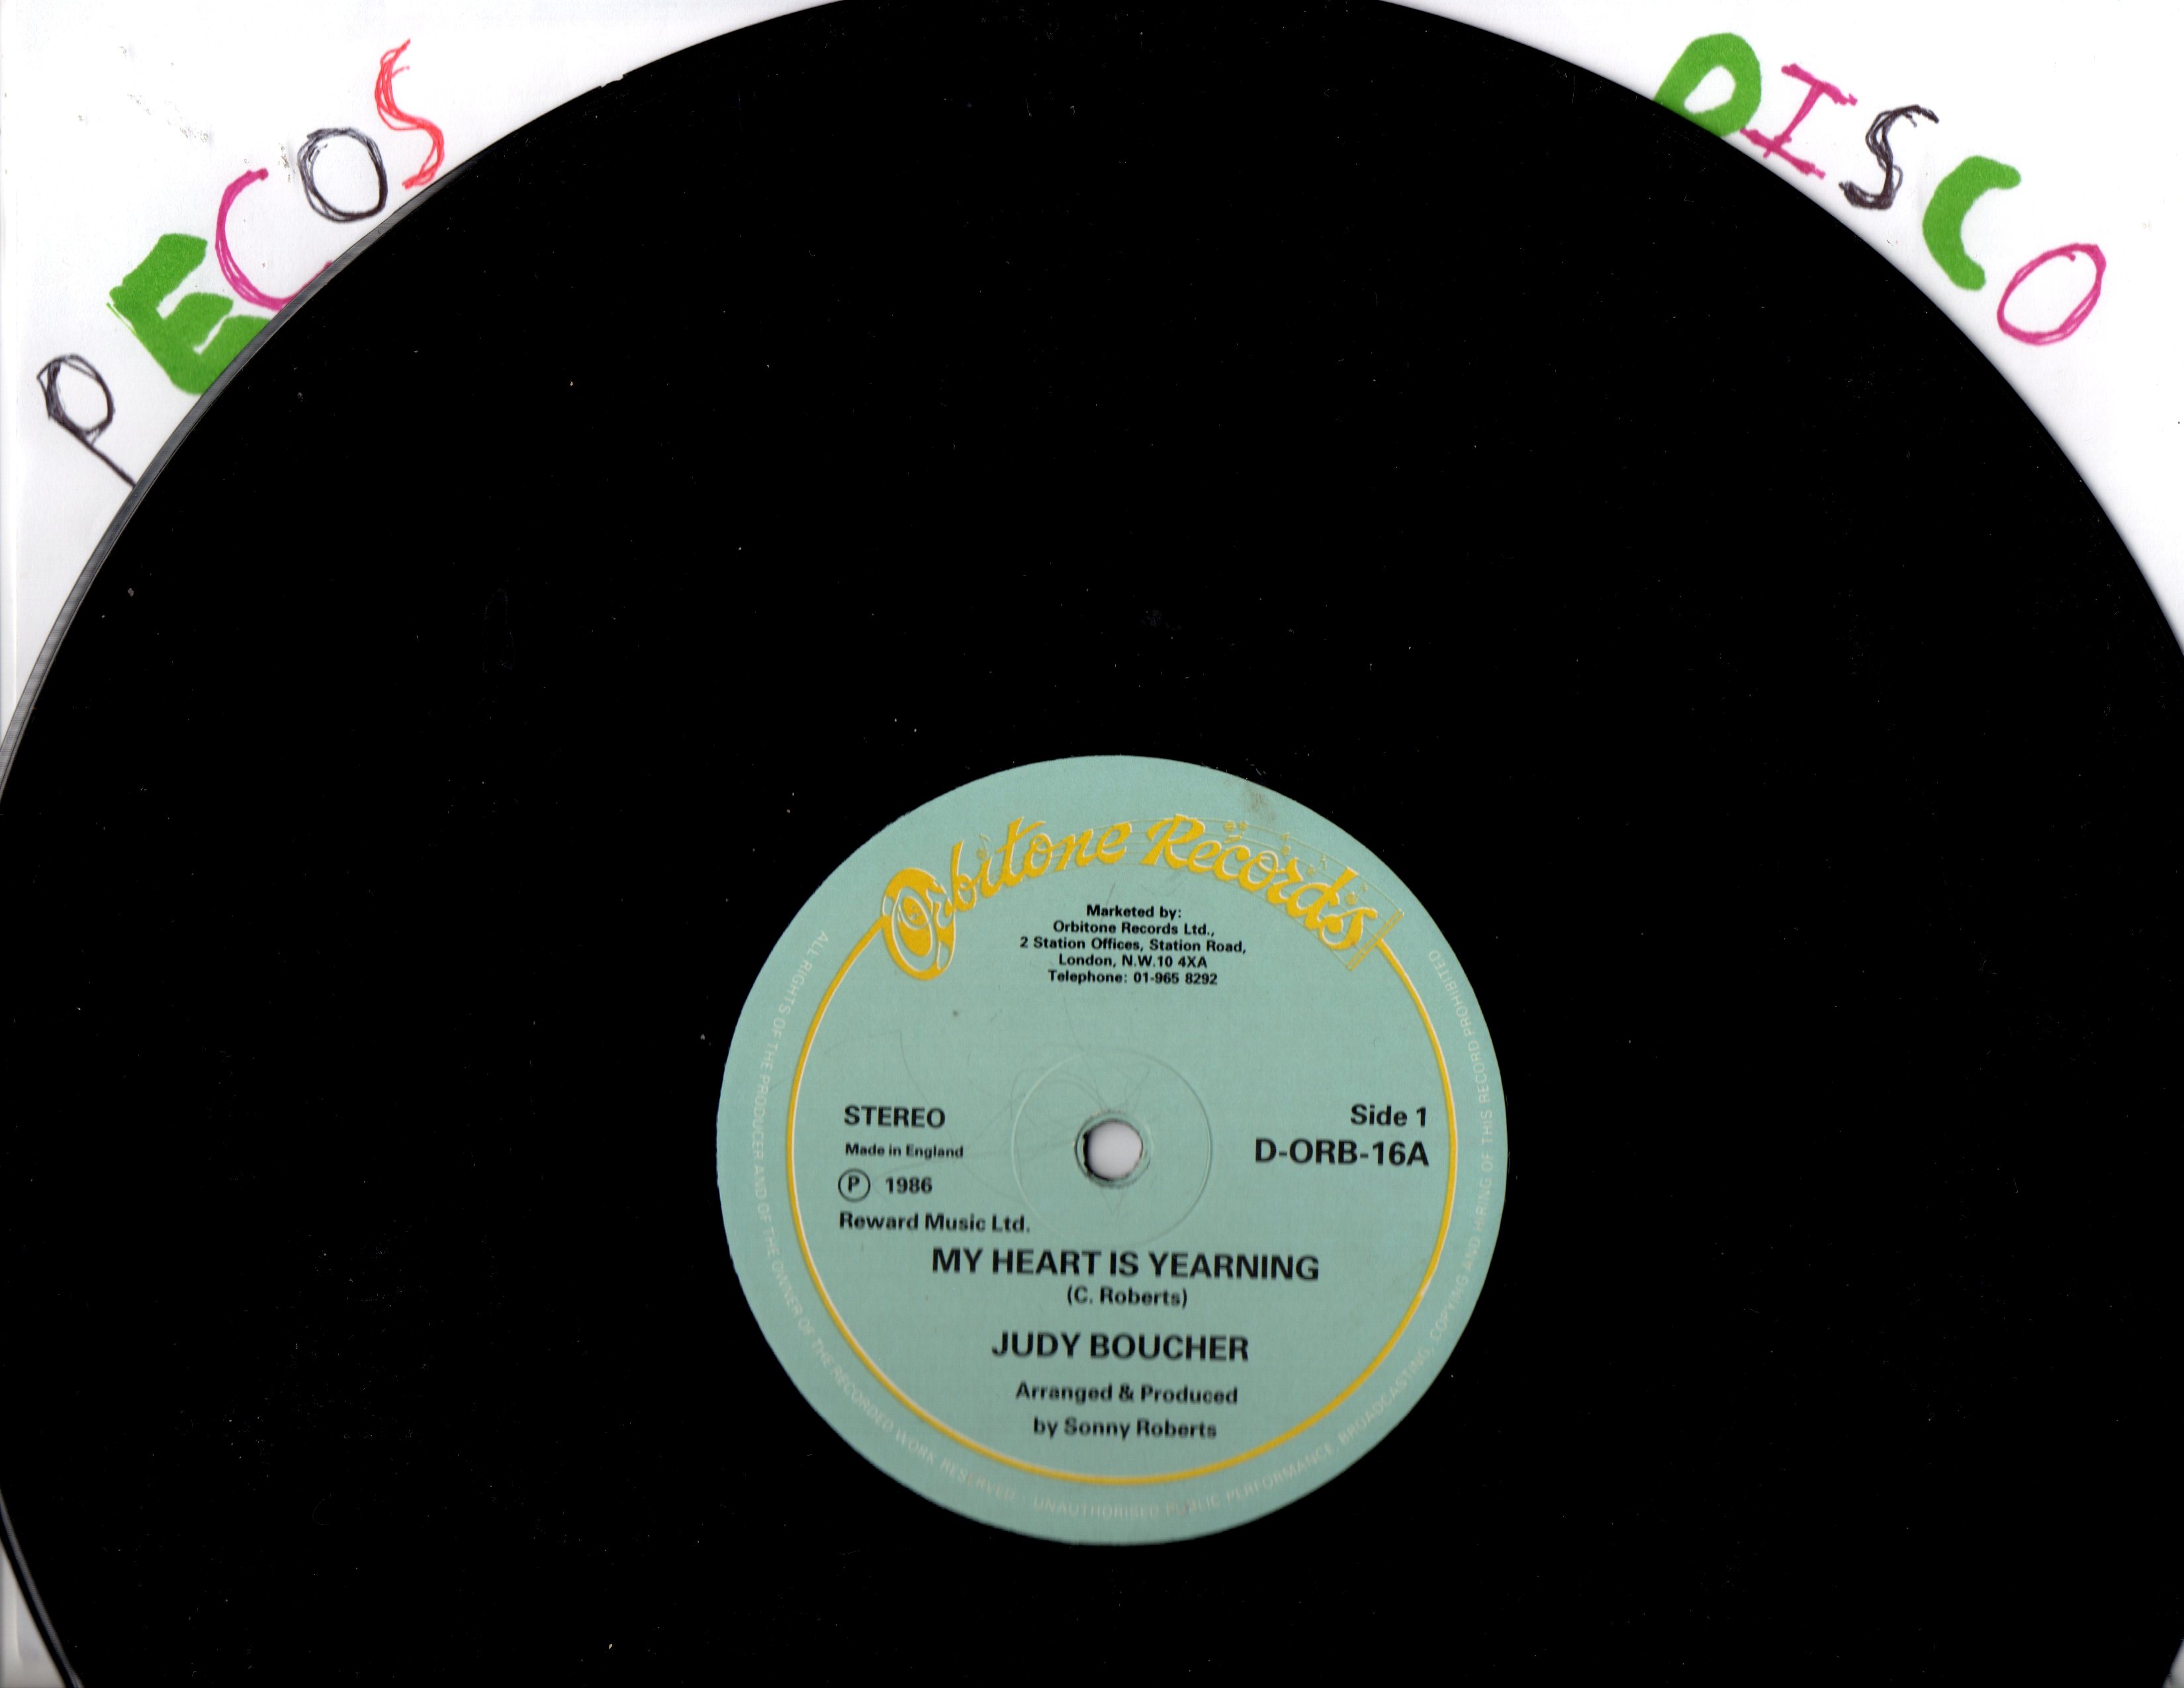 PECOS
DISCO
Orbitone Records
Marketed by:
Orbitone Records Ltd.,
2 Station Offices, Station Road,
London, N.W.10 4XA
Telephone: 01-965 8292
STEREO
Made in England
Ⓟ 1986
Reward Music Ltd.
Side 1
D-ORB-16A
MY HEART IS YEARNING
(C. Roberts)
JUDY BOUCHER
Arranged & Produced
by Sonny Roberts
ALL RIGHTS OF THE PRODUCER AND OF THE OWNER OF THE RECORDED WORK RESERVED · UNAUTHORISED PUBLIC PERFORMANCE, BROADCASTING, COPYING AND HIRING OF THIS RECORD PROHIBITED